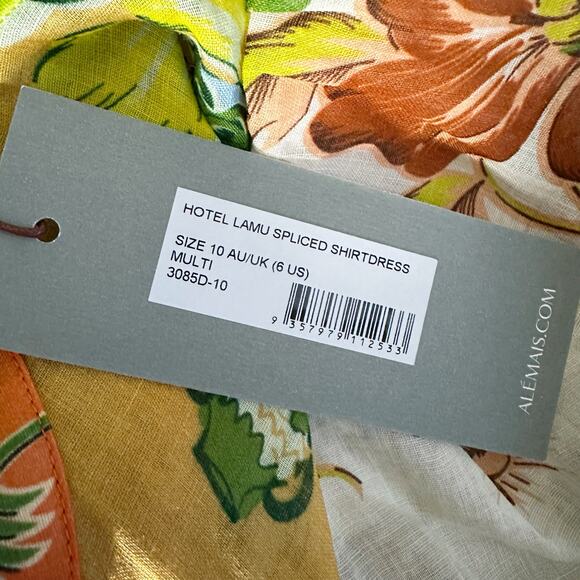 HOTEL LAMU SPLICED SHIRTDRESS
SIZE 10 AU/UK (6 US)
MULTI
3085D-10
9 357979 112533
ALÉMAIS.COM